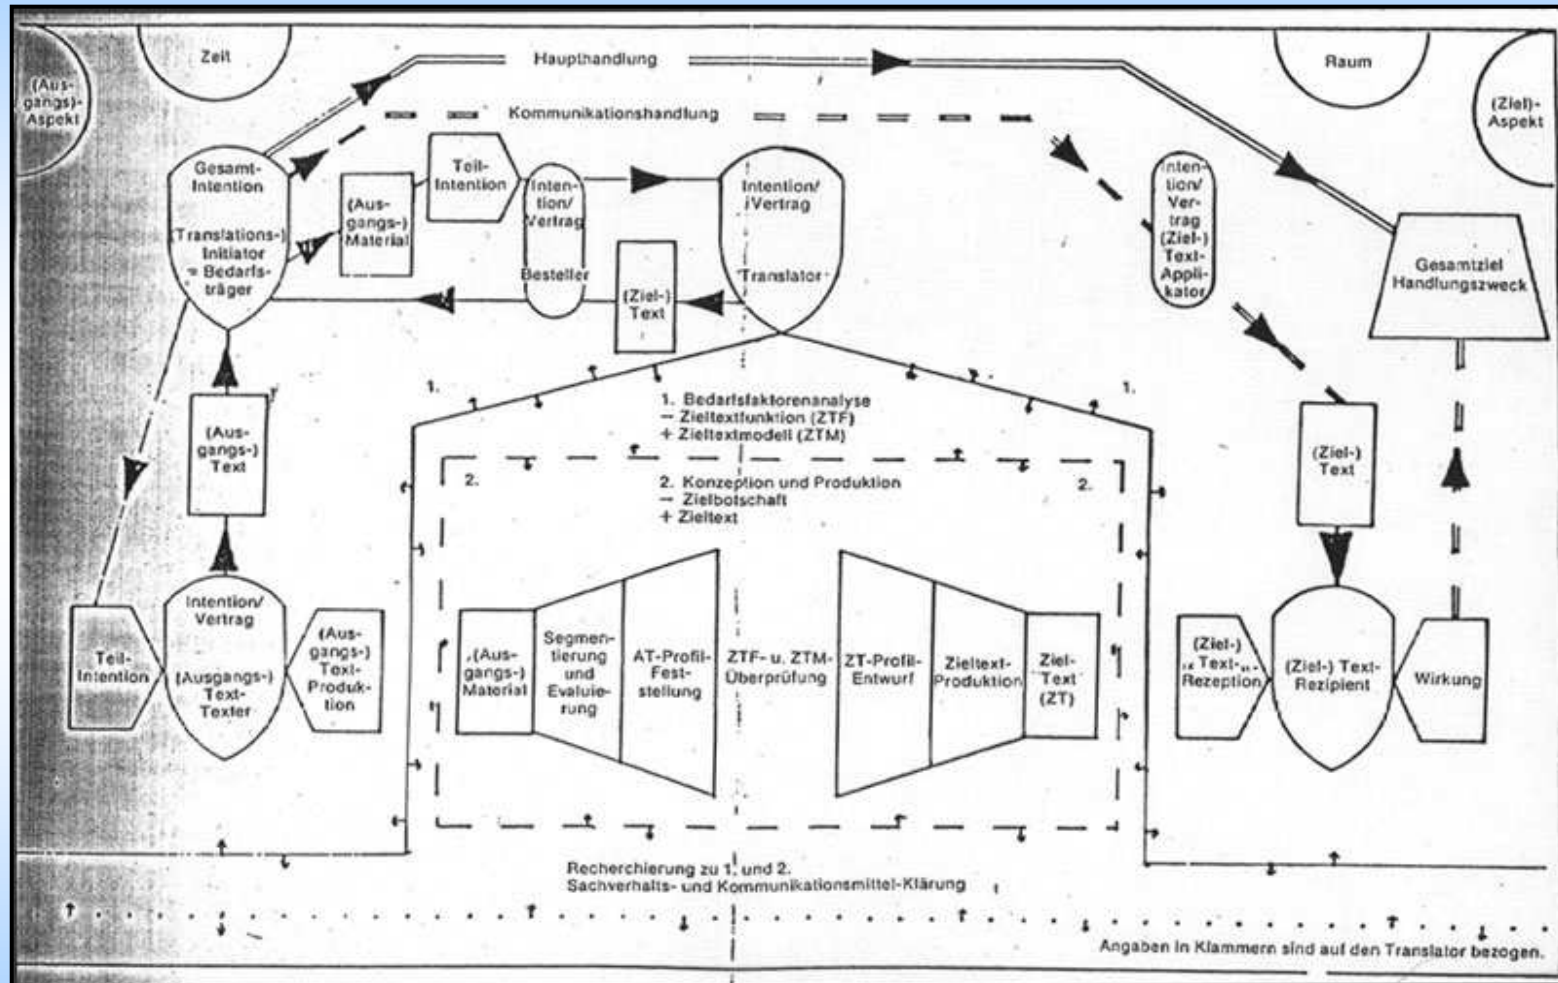 (Aus-
gangs)-
Aspekt
Zeit
Haupthandlung
Raum
(Ziel)-
Aspekt
Kommunikationshandlung
Gesamt-
Intention
(Translations-)
Initiator
= Bedarfs-
träger
(Aus-
gangs-)
Material
Teil-
Intention
Inten-
tion/
Vertrag
Besteller
(Ziel-)
Text
Intention/
Vertrag
Translator
Inten-
tion/
Ver-
trag
(Ziel-)
Text-
Appli-
kator
Gesamtziel
Handlungszweck
1.
1. Bedarfsfaktorenanalyse
– Zieltextfunktion (ZTF)
+ Zieltextmodell (ZTM)
1.
(Aus-
gangs-)
Text
2.
2. Konzeption und Produktion
– Zielbotschaft
+ Zieltext
2.
(Ziel-)
Text
Teil-
Intention
Intention/
Vertrag
(Ausgangs-)
Text-
Texter
(Aus-
gangs-)
Text-
Produk-
tion
(Aus-
gangs-)
Material
Segmen-
tierung
und
Evaluie-
rung
AT-Profil-
Fest-
stellung
ZTF- u. ZTM-
Überprüfung
ZT-Profil-
Entwurf
Zieltext-
Produktion
Ziel-
Text
(ZT)
(Ziel-)
Text-
Rezeption
(Ziel-) Text-
Rezipient
Wirkung
Recherchierung zu 1. und 2.
Sachverhalts- und Kommunikationsmittel-Klärung
Angaben in Klammern sind auf den Translator bezogen.